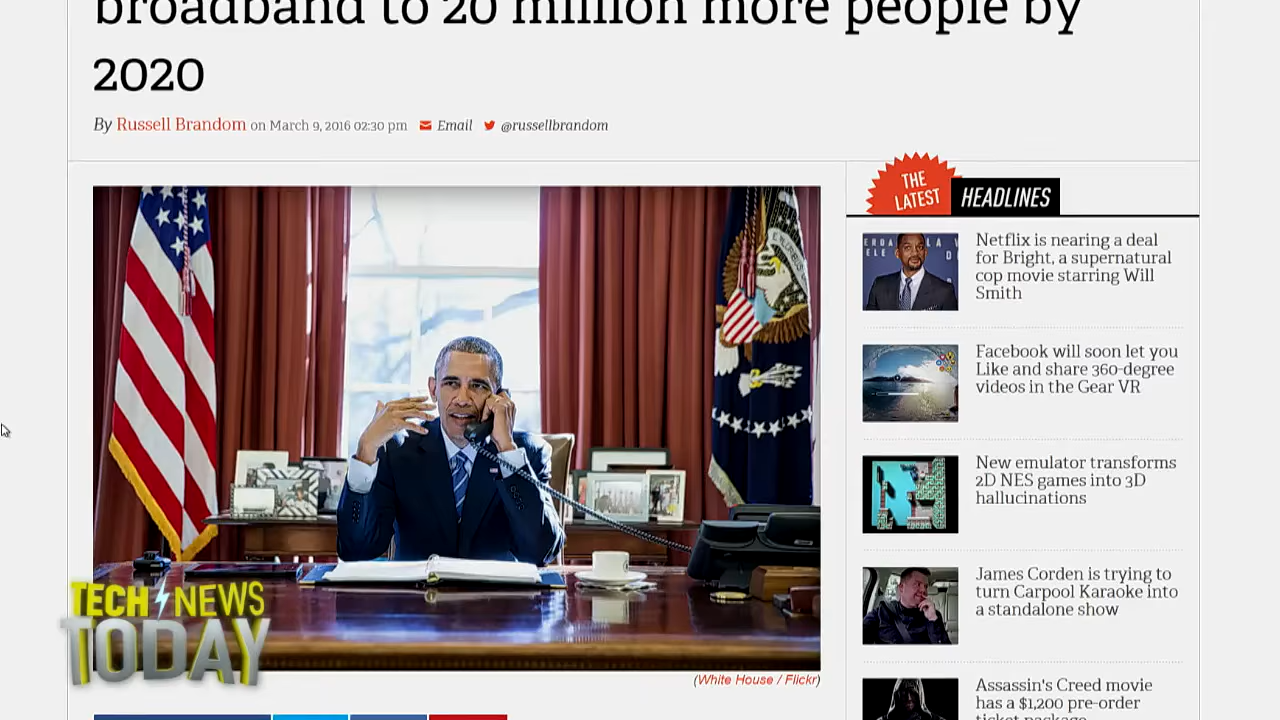 broadband to 20 million more people by
2020
By Russell Brandom on March 9, 2016 02:30 pm Email @russellbrandom
THE
LATEST
HEADLINES
Netflix is nearing a deal
for Bright, a supernatural
cop movie starring Will
Smith
Facebook will soon let you
Like and share 360-degree
videos in the Gear VR
New emulator transforms
2D NES games into 3D
hallucinations
James Corden is trying to
turn Carpool Karaoke into
a standalone show
Assassin's Creed movie
has a $1,200 pre-order
ticket package
TECH NEWS
TODAY
(White House / Flickr)